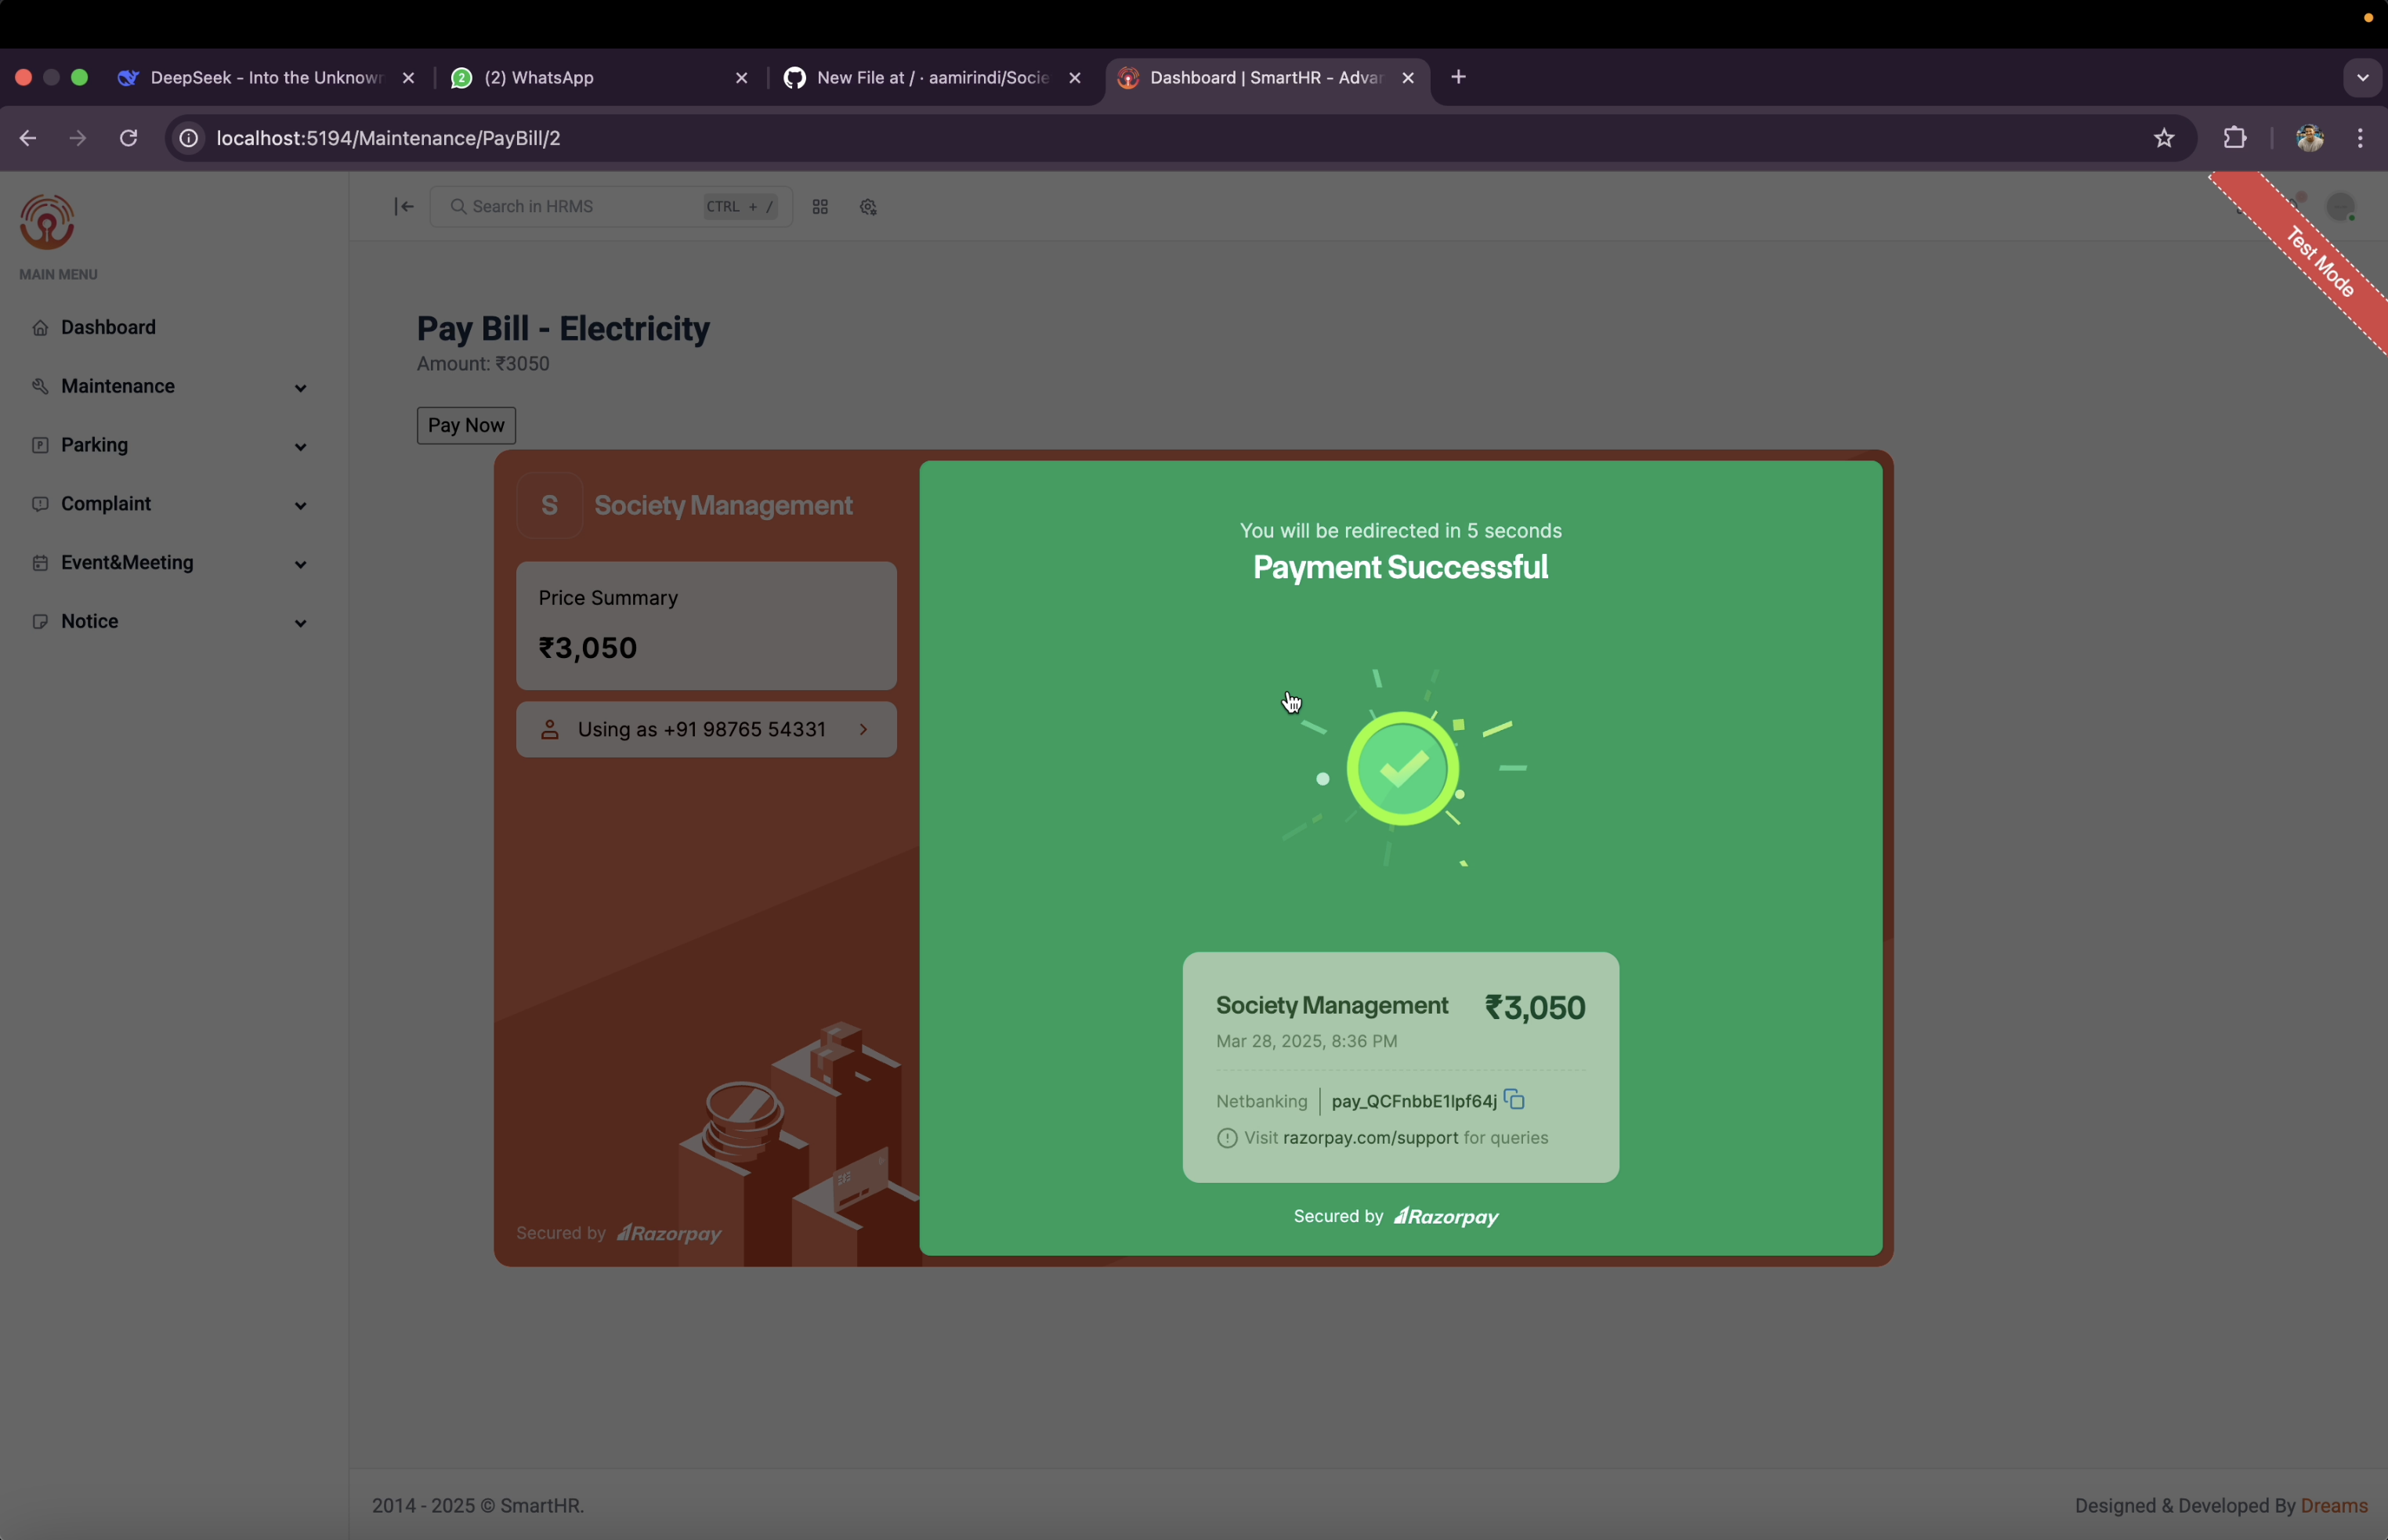 DeepSeek - Into the Unknown
2
(2) WhatsApp
New File at / · aamirindi/Socie
Dashboard | SmartHR - Advan
localhost:5194/Maintenance/PayBill/2
Search in HRMS
CTRL + /
Test Mode
MAIN MENU
Dashboard
Maintenance
Parking
Complaint
Event&Meeting
Notice
Pay Bill - Electricity
Amount: ₹3050
Pay Now
S
Society Management
Price Summary
₹3,050
Using as +91 98765 54331
Secured by Razorpay
You will be redirected in 5 seconds
Payment Successful
Society Management ₹3,050
Mar 28, 2025, 8:36 PM
Netbanking pay_QCFnbbE1lpf64j
Visit razorpay.com/support for queries
Secured by Razorpay
2014 - 2025 © SmartHR.
Designed & Developed By Dreams